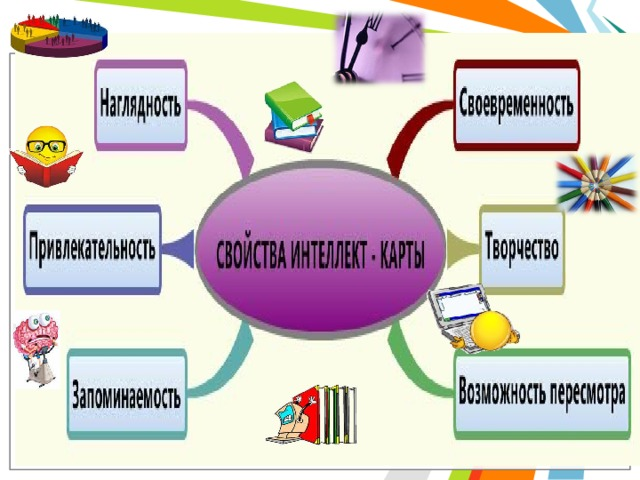 Наглядность
Своевременность
Привлекательность
СВОЙСТВА ИНТЕЛЛЕКТ - КАРТЫ
Творчество
Запоминаемость
Возможность пересмотра